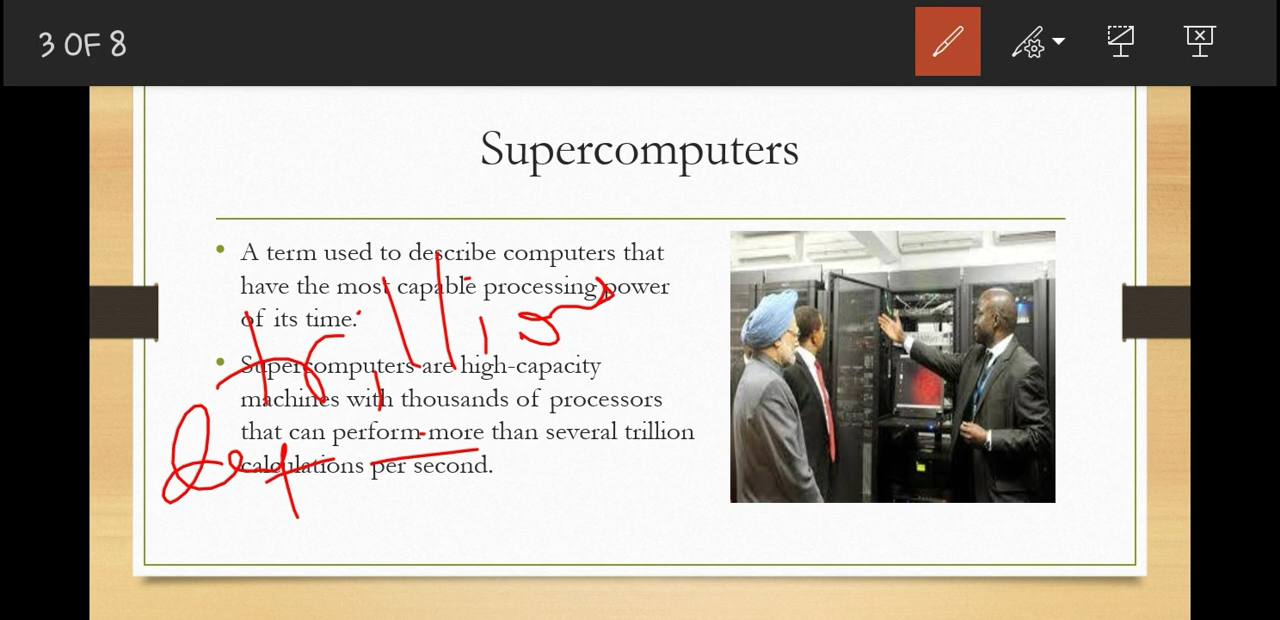 3 OF 8
Supercomputers
• A term used to describe computers that
have the most capable processing power
of its time.
• Supercomputers are high-capacity
machines with thousands of processors
that can perform more than several trillion
calculations per second.
trillion